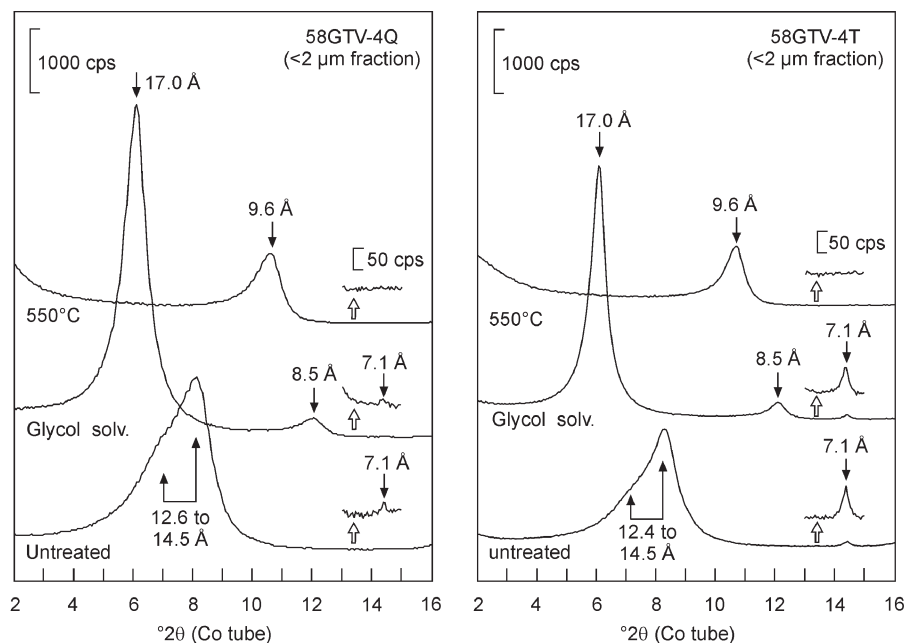 58GTV-4Q
(<2 µm fraction)
1000 cps
17.0 Å
9.6 Å
50 cps
550°C
8.5 Å
7.1 Å
Glycol solv.
7.1 Å
12.6 to
14.5 Å
Untreated
2 4 6 8 10 12 14 16
°2θ (Co tube)
58GTV-4T
(<2 µm fraction)
1000 cps
17.0 Å
9.6 Å
50 cps
550°C
7.1 Å
8.5 Å
Glycol solv.
7.1 Å
12.4 to
14.5 Å
untreated
2 4 6 8 10 12 14 16
°2θ (Co tube)